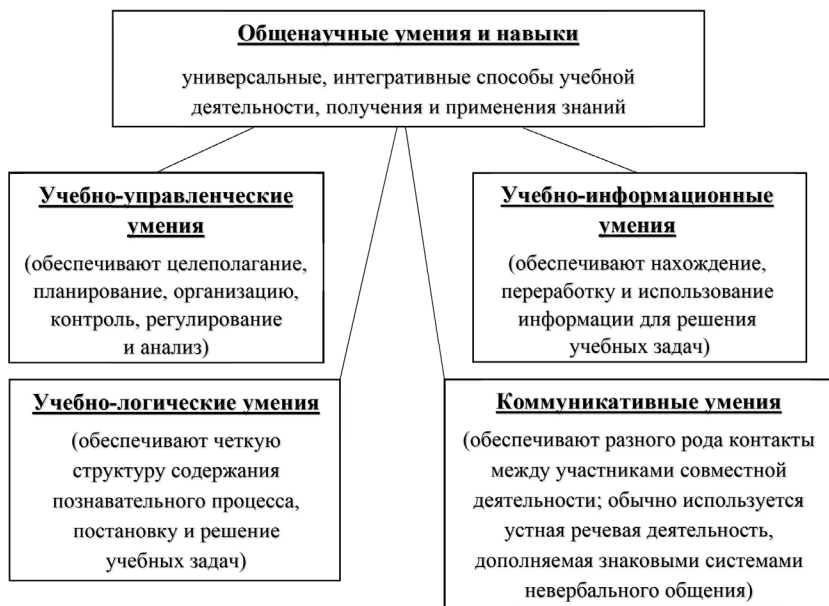 Общенаучные умения и навыки
универсальные, интегративные способы учебной
деятельности, получения и применения знаний
Учебно-управленческие
умения
(обеспечивают целеполагание,
планирование, организацию,
контроль, регулирование
и анализ)
Учебно-информационные
умения
(обеспечивают нахождение,
переработку и использование
информации для решения
учебных задач)
Учебно-логические умения
(обеспечивают четкую
структуру содержания
познавательного процесса,
постановку и решение
учебных задач)
Коммуникативные умения
(обеспечивают разного рода контакты
между участниками совместной
деятельности; обычно используется
устная речевая деятельность,
дополняемая знаковыми системами
невербального общения)